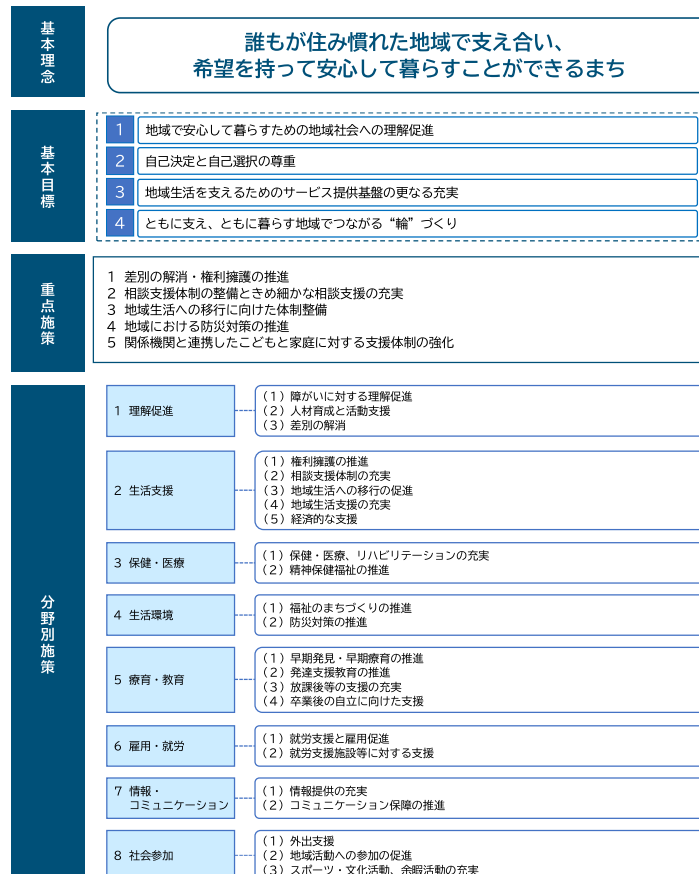 基本理念
誰もが住み慣れた地域で支え合い、
希望を持って安心して暮らすことができるまち
基本目標
1 地域で安心して暮らすための地域社会への理解促進
2 自己決定と自己選択の尊重
3 地域生活を支えるためのサービス提供基盤の更なる充実
4 ともに支え、ともに暮らす地域でつながる“輪”づくり
重点施策
1 差別の解消・権利擁護の推進
2 相談支援体制の整備ときめ細かな相談支援の充実
3 地域生活への移行に向けた体制整備
4 地域における防災対策の推進
5 関係機関と連携したこどもと家庭に対する支援体制の強化
分野別施策
1 理解促進
（1）障がいに対する理解促進
（2）人材育成と活動支援
（3）差別の解消
2 生活支援
（1）権利擁護の推進
（2）相談支援体制の充実
（3）地域生活への移行の促進
（4）地域生活支援の充実
（5）経済的な支援
3 保健・医療
（1）保健・医療、リハビリテーションの充実
（2）精神保健福祉の推進
4 生活環境
（1）福祉のまちづくりの推進
（2）防災対策の推進
5 療育・教育
（1）早期発見・早期療育の推進
（2）発達支援教育の推進
（3）放課後等の支援の充実
（4）卒業後の自立に向けた支援
6 雇用・就労
（1）就労支援と雇用促進
（2）就労支援施設等に対する支援
7 情報・
コミュニケーション
（1）情報提供の充実
（2）コミュニケーション保障の推進
8 社会参加
（1）外出支援
（2）地域活動への参加の促進
（3）スポーツ・文化活動、余暇活動の充実